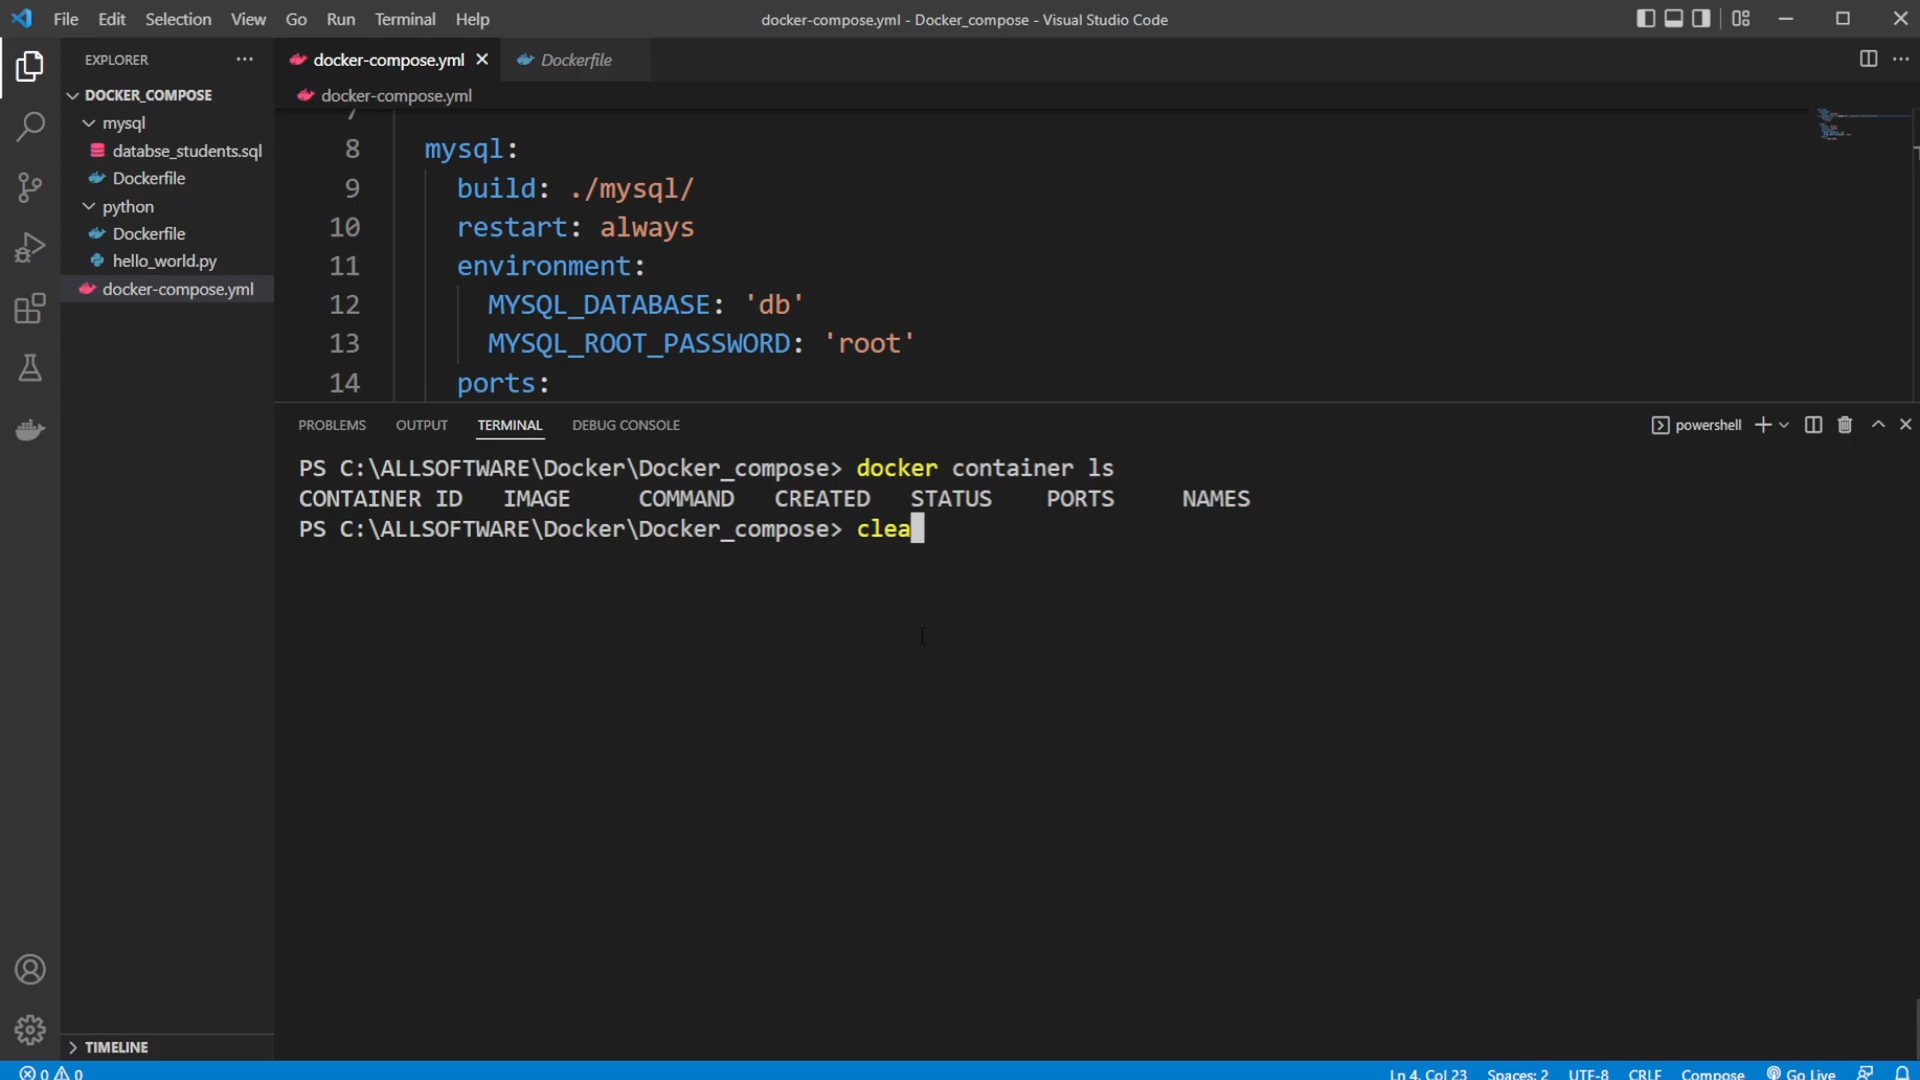 File Edit Selection View Go Run Terminal Help
docker-compose.yml - Docker_compose - Visual Studio Code
EXPLORER
DOCKER_COMPOSE
mysql
databse_students.sql
Dockerfile
python
Dockerfile
hello_world.py
docker-compose.yml
TIMELINE
docker-compose.yml
Dockerfile
docker-compose.yml
7
8 mysql:
9 build: ./mysql/
10 restart: always
11 environment:
12 MYSQL_DATABASE: 'db'
13 MYSQL_ROOT_PASSWORD: 'root'
14 ports:
PROBLEMS OUTPUT TERMINAL DEBUG CONSOLE
powershell
PS C:\ALLSOFTWARE\Docker\Docker_compose> docker container ls
CONTAINER ID IMAGE COMMAND CREATED STATUS PORTS NAMES
PS C:\ALLSOFTWARE\Docker\Docker_compose> clea
0 0
Ln 4, Col 23 Spaces: 2 UTF-8 CRLF Compose Go Live